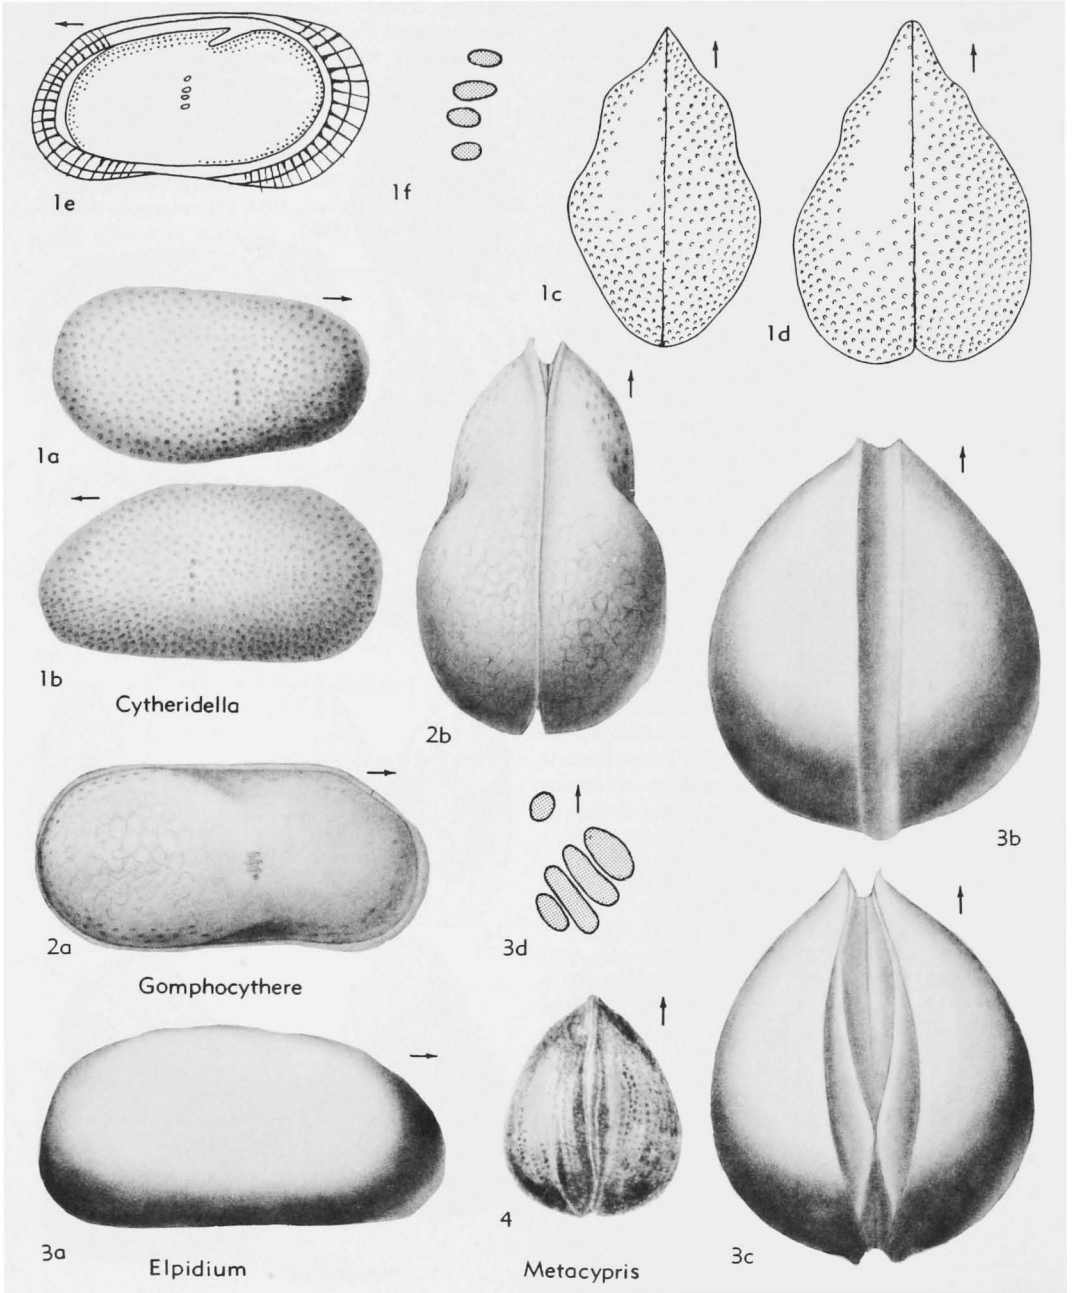 1e
1f
1c
1d
1a
1b
Cytheridella
2b
3b
2a
3d
Gomphocythere
3a
4
3c
Elpidium
Metacypris